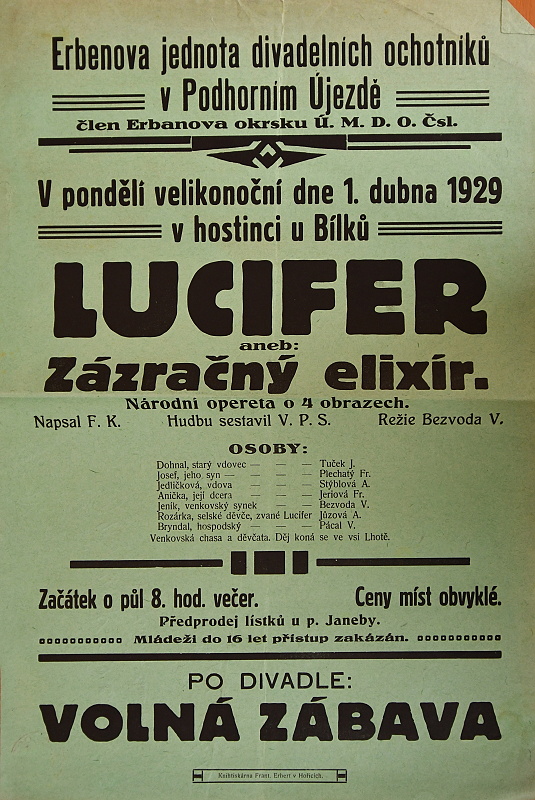 Erbenova jednota divadelních ochotníků
v Podhorním Újezdě
člen Erbanova okrsku Ú. M. D. O. Čsl.
V pondělí velikonoční dne 1. dubna 1929
v hostinci u Bílků
LUCIFER
aneb:
Zázračný elixír.
Národní opereta o 4 obrazech.
Napsal F. K. Hudbu sestavil V. P. S. Režie Bezvoda V.
OSOBY:
Dohnal, starý vdovec — — — Tuček J.
Josef, jeho syn — — — — Plechatý Fr.
Jedličková, vdova — — — Stýblová A.
Anička, její dcera — — — Jeriová Fr.
Jeník, venkovský synek — — — Bezvoda V.
Rozárka, selské děvče, zvané Lucifer Jůzová A.
Bryndal, hospodský — — — Pácal V.
Venkovská chasa a děvčata. Děj koná se ve vsi Lhotě.
Začátek o půl 8. hod. večer. Ceny míst obvyklé.
Předprodej lístků u p. Janeby.
Mládeži do 16 let přístup zakázán.
PO DIVADLE:
VOLNÁ ZÁBAVA
Knihtiskárna Frant. Erbert v Hořicích.